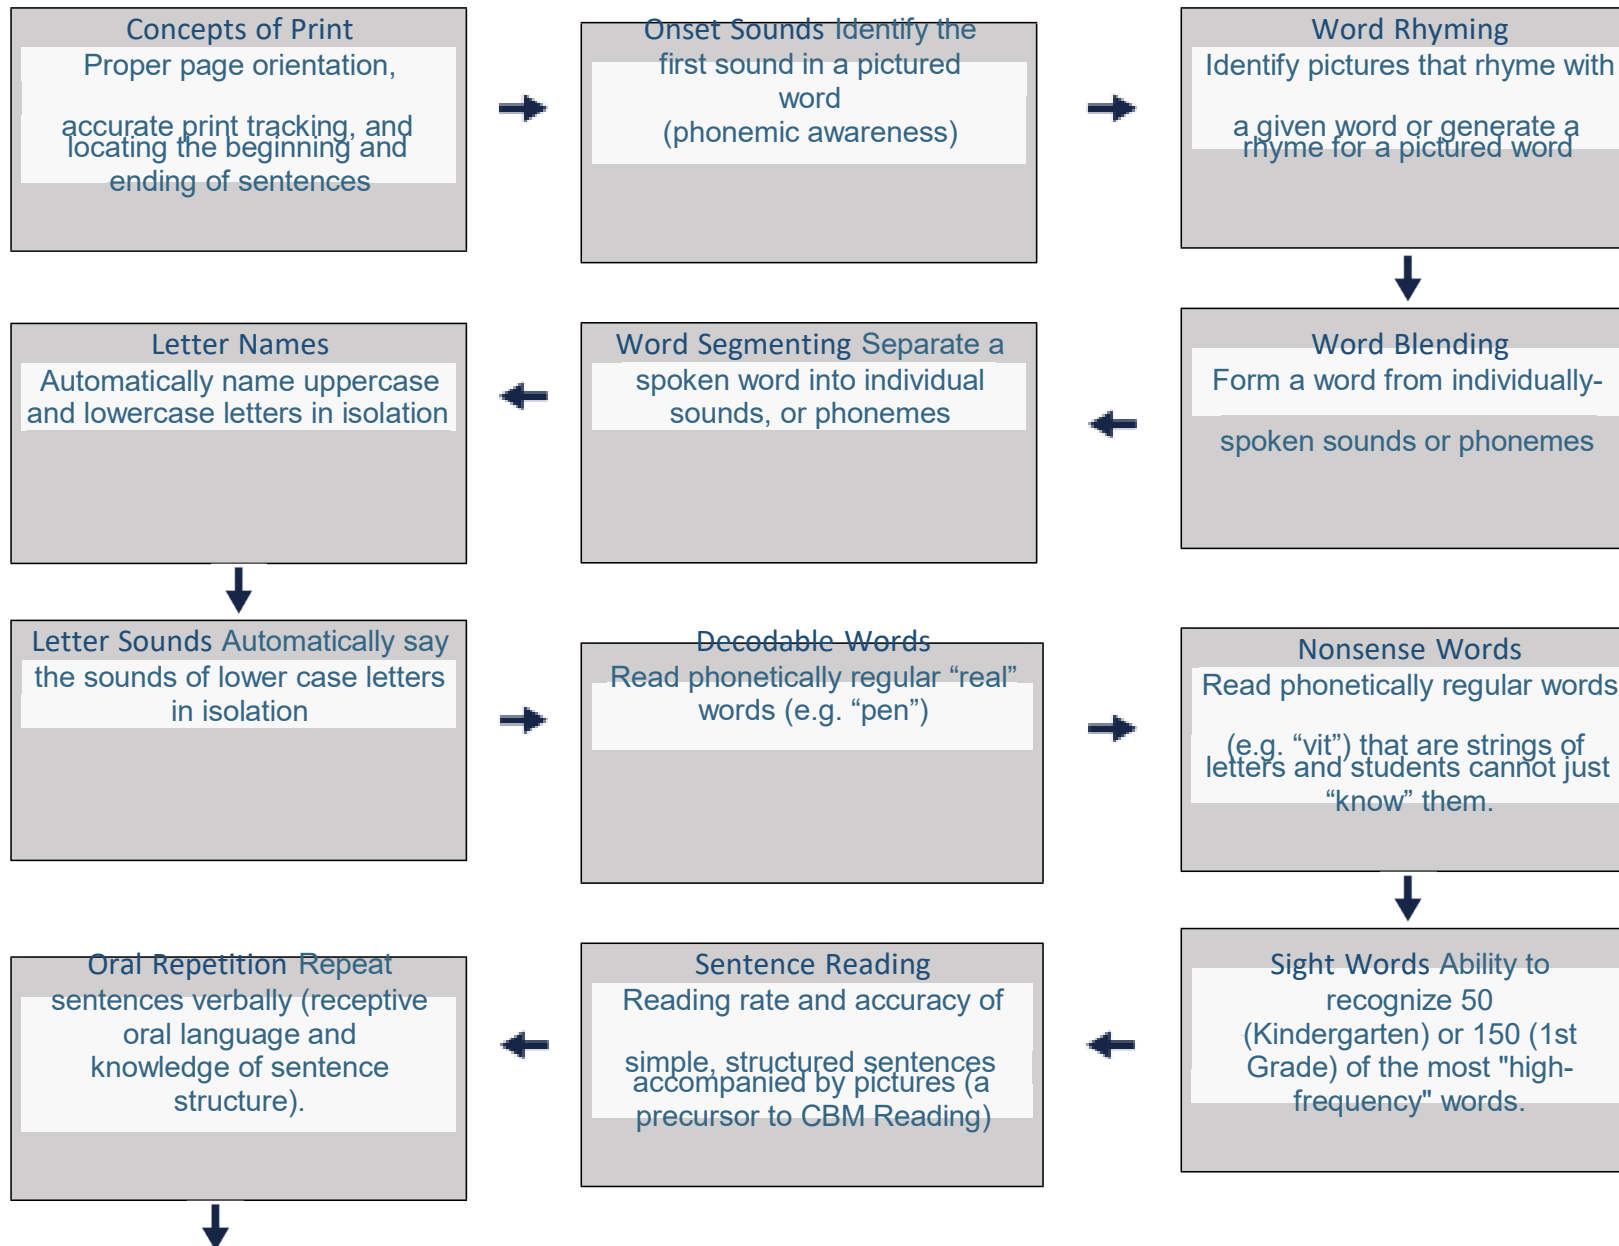 Concepts of Print
Proper page orientation,
accurate print tracking, and
locating the beginning and
ending of sentences
Onset Sounds Identify the
first sound in a pictured
word
(phonemic awareness)
Word Rhyming
Identify pictures that rhyme with
a given word or generate a
rhyme for a pictured word
Word Blending
Form a word from individually-
spoken sounds or phonemes
Word Segmenting Separate a
spoken word into individual
sounds, or phonemes
Letter Names
Automatically name uppercase
and lowercase letters in isolation
Letter Sounds Automatically say
the sounds of lower case letters
in isolation
Decodable Words
Read phonetically regular “real”
words (e.g. “pen”)
Nonsense Words
Read phonetically regular words
(e.g. “vit”) that are strings of
letters and students cannot just
“know” them.
Sight Words Ability to
recognize 50
(Kindergarten) or 150 (1st
Grade) of the most "high-
frequency" words.
Sentence Reading
Reading rate and accuracy of
simple, structured sentences
accompanied by pictures (a
precursor to CBM Reading)
Oral Repetition Repeat
sentences verbally (receptive
oral language and
knowledge of sentence
structure).